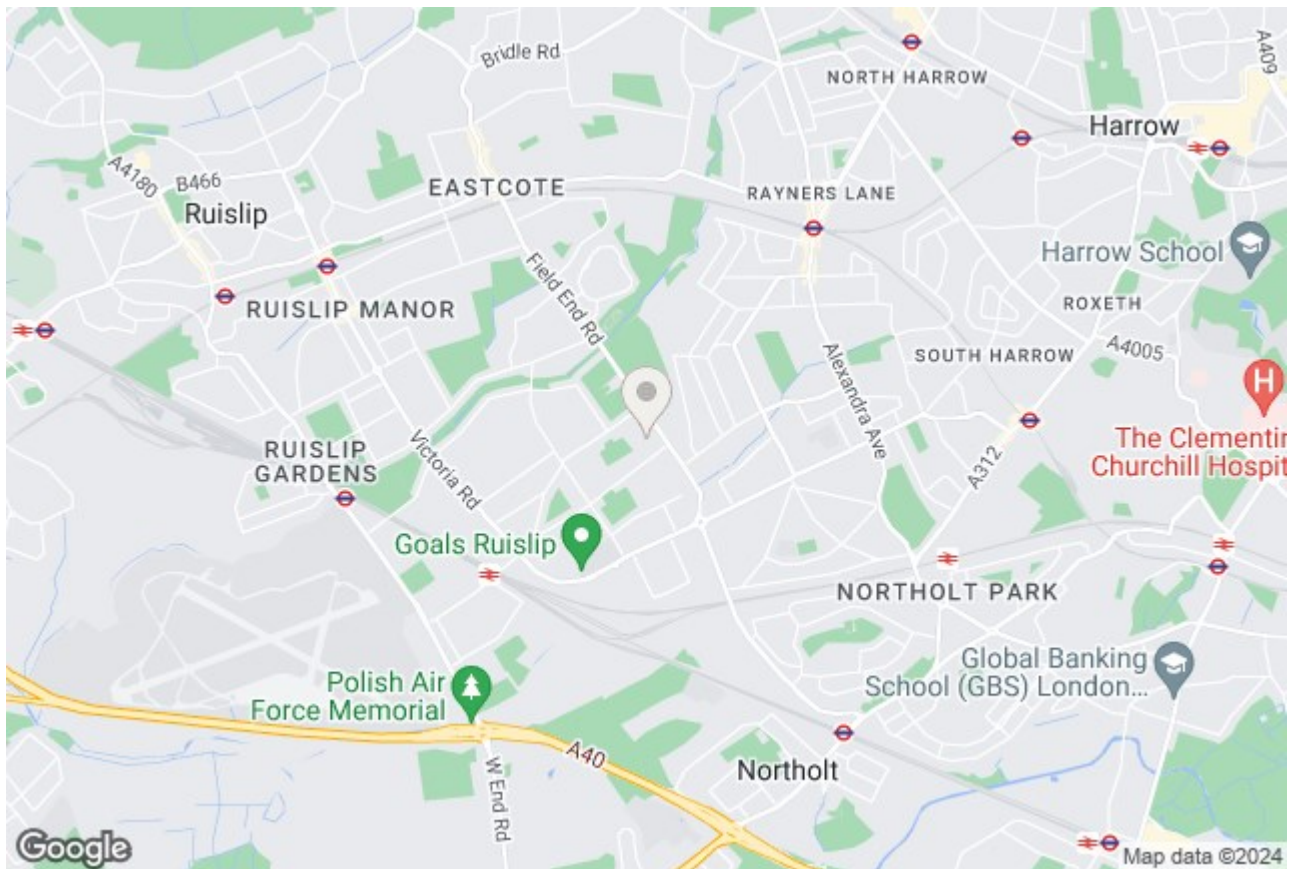 Bridle Rd
NORTH HARROW
A409
Harrow
A4180
B466
EASTCOTE
RAYNERS LANE
Ruislip
Harrow School
Field End Rd
RUISLIP MANOR
ROXETH
SOUTH HARROW
A4005
Alexandra Ave
H
The Clementin
Churchill Hospit
RUISLIP
GARDENS
Victoria Rd
A312
Goals Ruislip
NORTHOLT PARK
Global Banking
School (GBS) London...
Polish Air
Force Memorial
A40
W End Rd
Northolt
Google
Map data ©2024